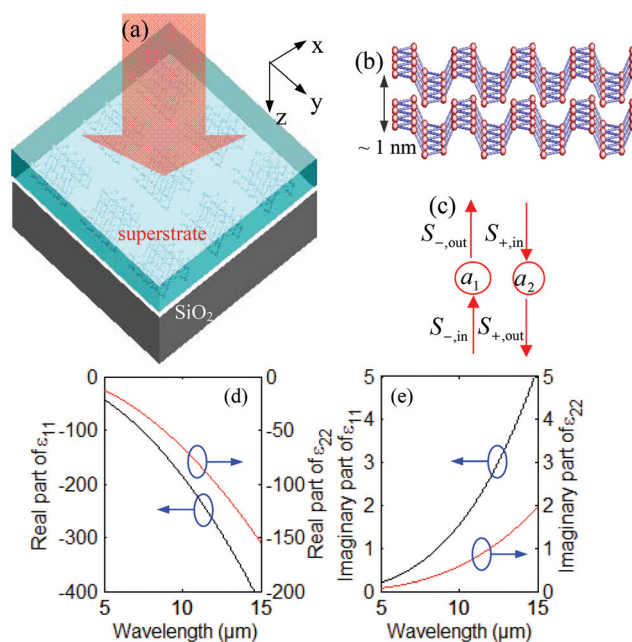 (a)
x
y
z
superstrate
SiO₂
(b)
~ 1 nm
(c)
S₋,out S₊,in
a₁ a₂
S₋,in S₊,out
(d)
0
-100
-200
-300
-400
Real part of ε₁₁
0
-50
-100
-150
-200
Real part of ε₂₂
5 10 15
Wavelength (µm)
(e)
5
4
3
2
1
0
Imaginary part of ε₁₁
5
4
3
2
1
0
Imaginary part of ε₂₂
5 10 15
Wavelength (µm)